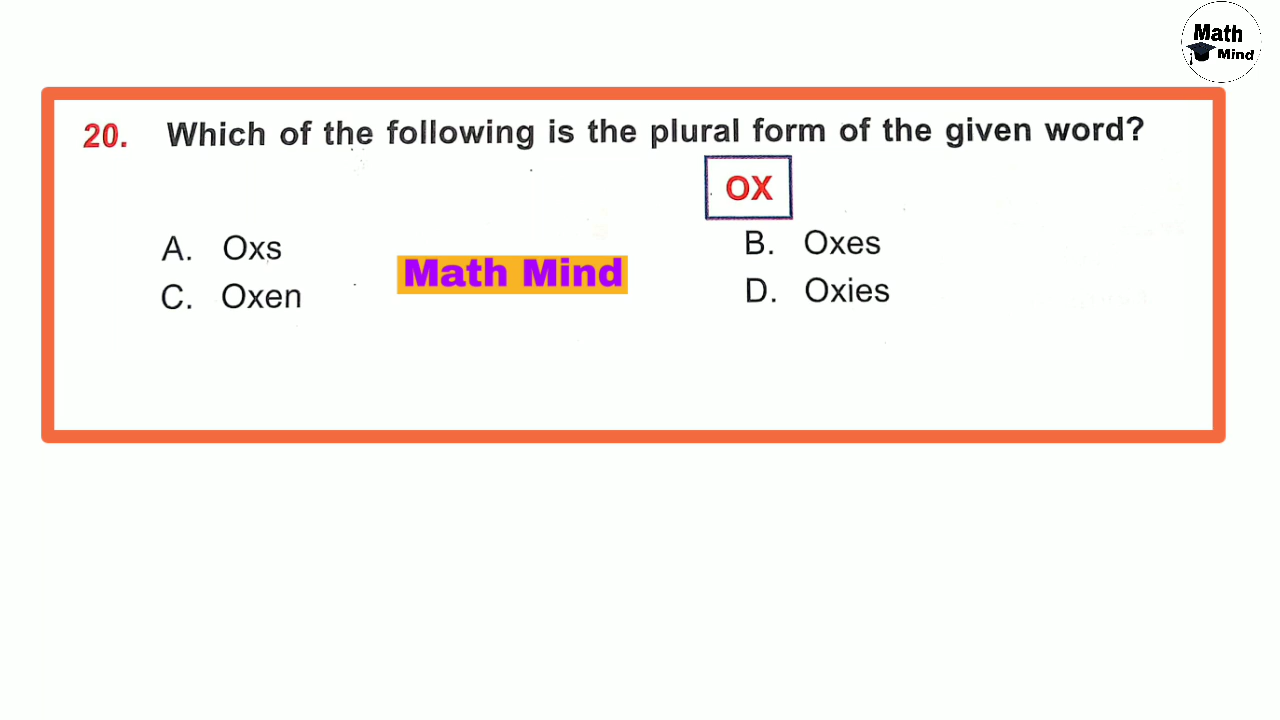 Math
Mind
20. Which of the following is the plural form of the given word?
OX
A. Oxs
B. Oxes
Math Mind
C. Oxen
D. Oxies